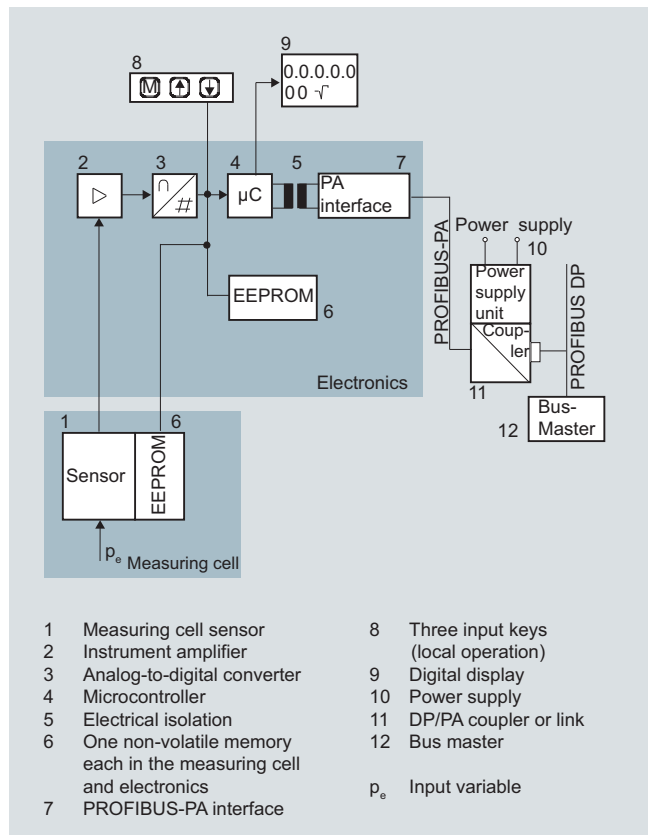 8
M
9
0.0.0.0.0
00 √
2
3
∩
#
4
µC
5
PA
interface
7
EEPROM
6
Electronics
PROFIBUS-PA
Power supply
10
Power
supply
unit
Coup-
ler
11
PROFIBUS DP
12
Bus-
Master
1
Sensor
6
EEPROM
pe Measuring cell
1 Measuring cell sensor
2 Instrument amplifier
3 Analog-to-digital converter
4 Microcontroller
5 Electrical isolation
6 One non-volatile memory
each in the measuring cell
and electronics
7 PROFIBUS-PA interface
8 Three input keys
(local operation)
9 Digital display
10 Power supply
11 DP/PA coupler or link
12 Bus master
pe Input variable